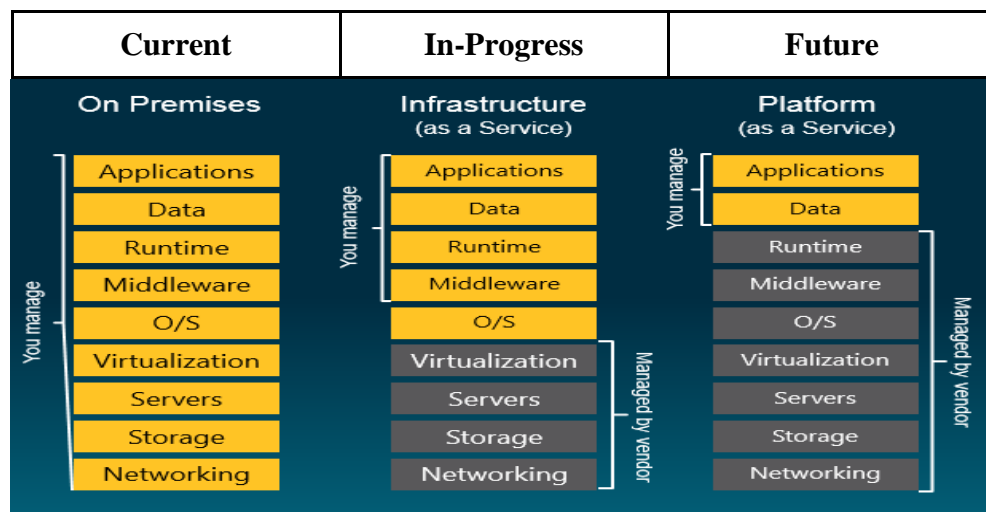 Current In-Progress Future
On Premises
You manage
Applications
Data
Runtime
Middleware
O/S
Virtualization
Servers
Storage
Networking
Infrastructure
(as a Service)
You manage
Applications
Data
Runtime
Middleware
O/S
Virtualization
Servers
Storage
Networking
Managed by vendor
Platform
(as a Service)
You manage
Applications
Data
Runtime
Middleware
O/S
Virtualization
Servers
Storage
Networking
Managed by vendor